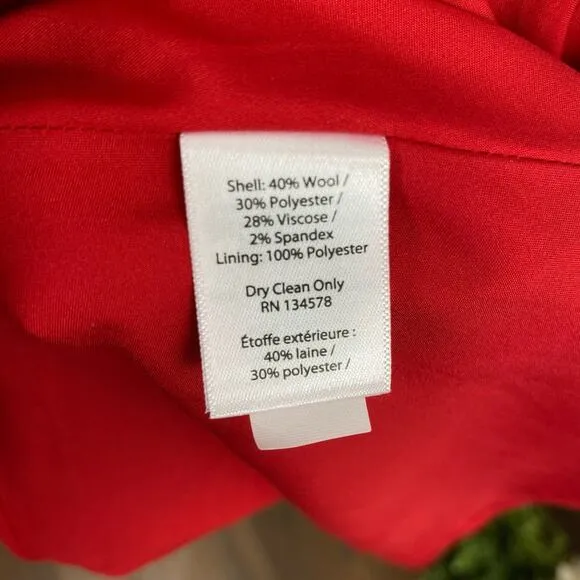 Shell: 40% Wool /
30% Polyester /
28% Viscose /
2% Spandex
Lining: 100% Polyester
Dry Clean Only
RN 134578
Étoffe extérieure :
40% laine /
30% polyester /